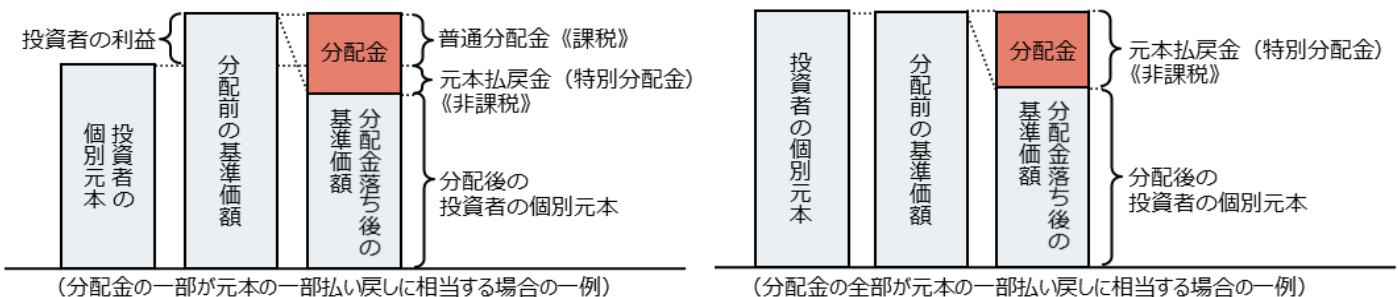 投資者の利益
投資者の
個別元本
分配前の基準価額
分配金
分配金落ち後の
基準価額
普通分配金《課税》
元本払戻金（特別分配金）
《非課税》
分配後の
投資者の個別元本
（分配金の一部が元本の一部払い戻しに相当する場合の一例）
投資者の個別元本
分配前の基準価額
分配金
分配金落ち後の
基準価額
元本払戻金（特別分配金）
《非課税》
分配後の
投資者の個別元本
（分配金の全部が元本の一部払い戻しに相当する場合の一例）